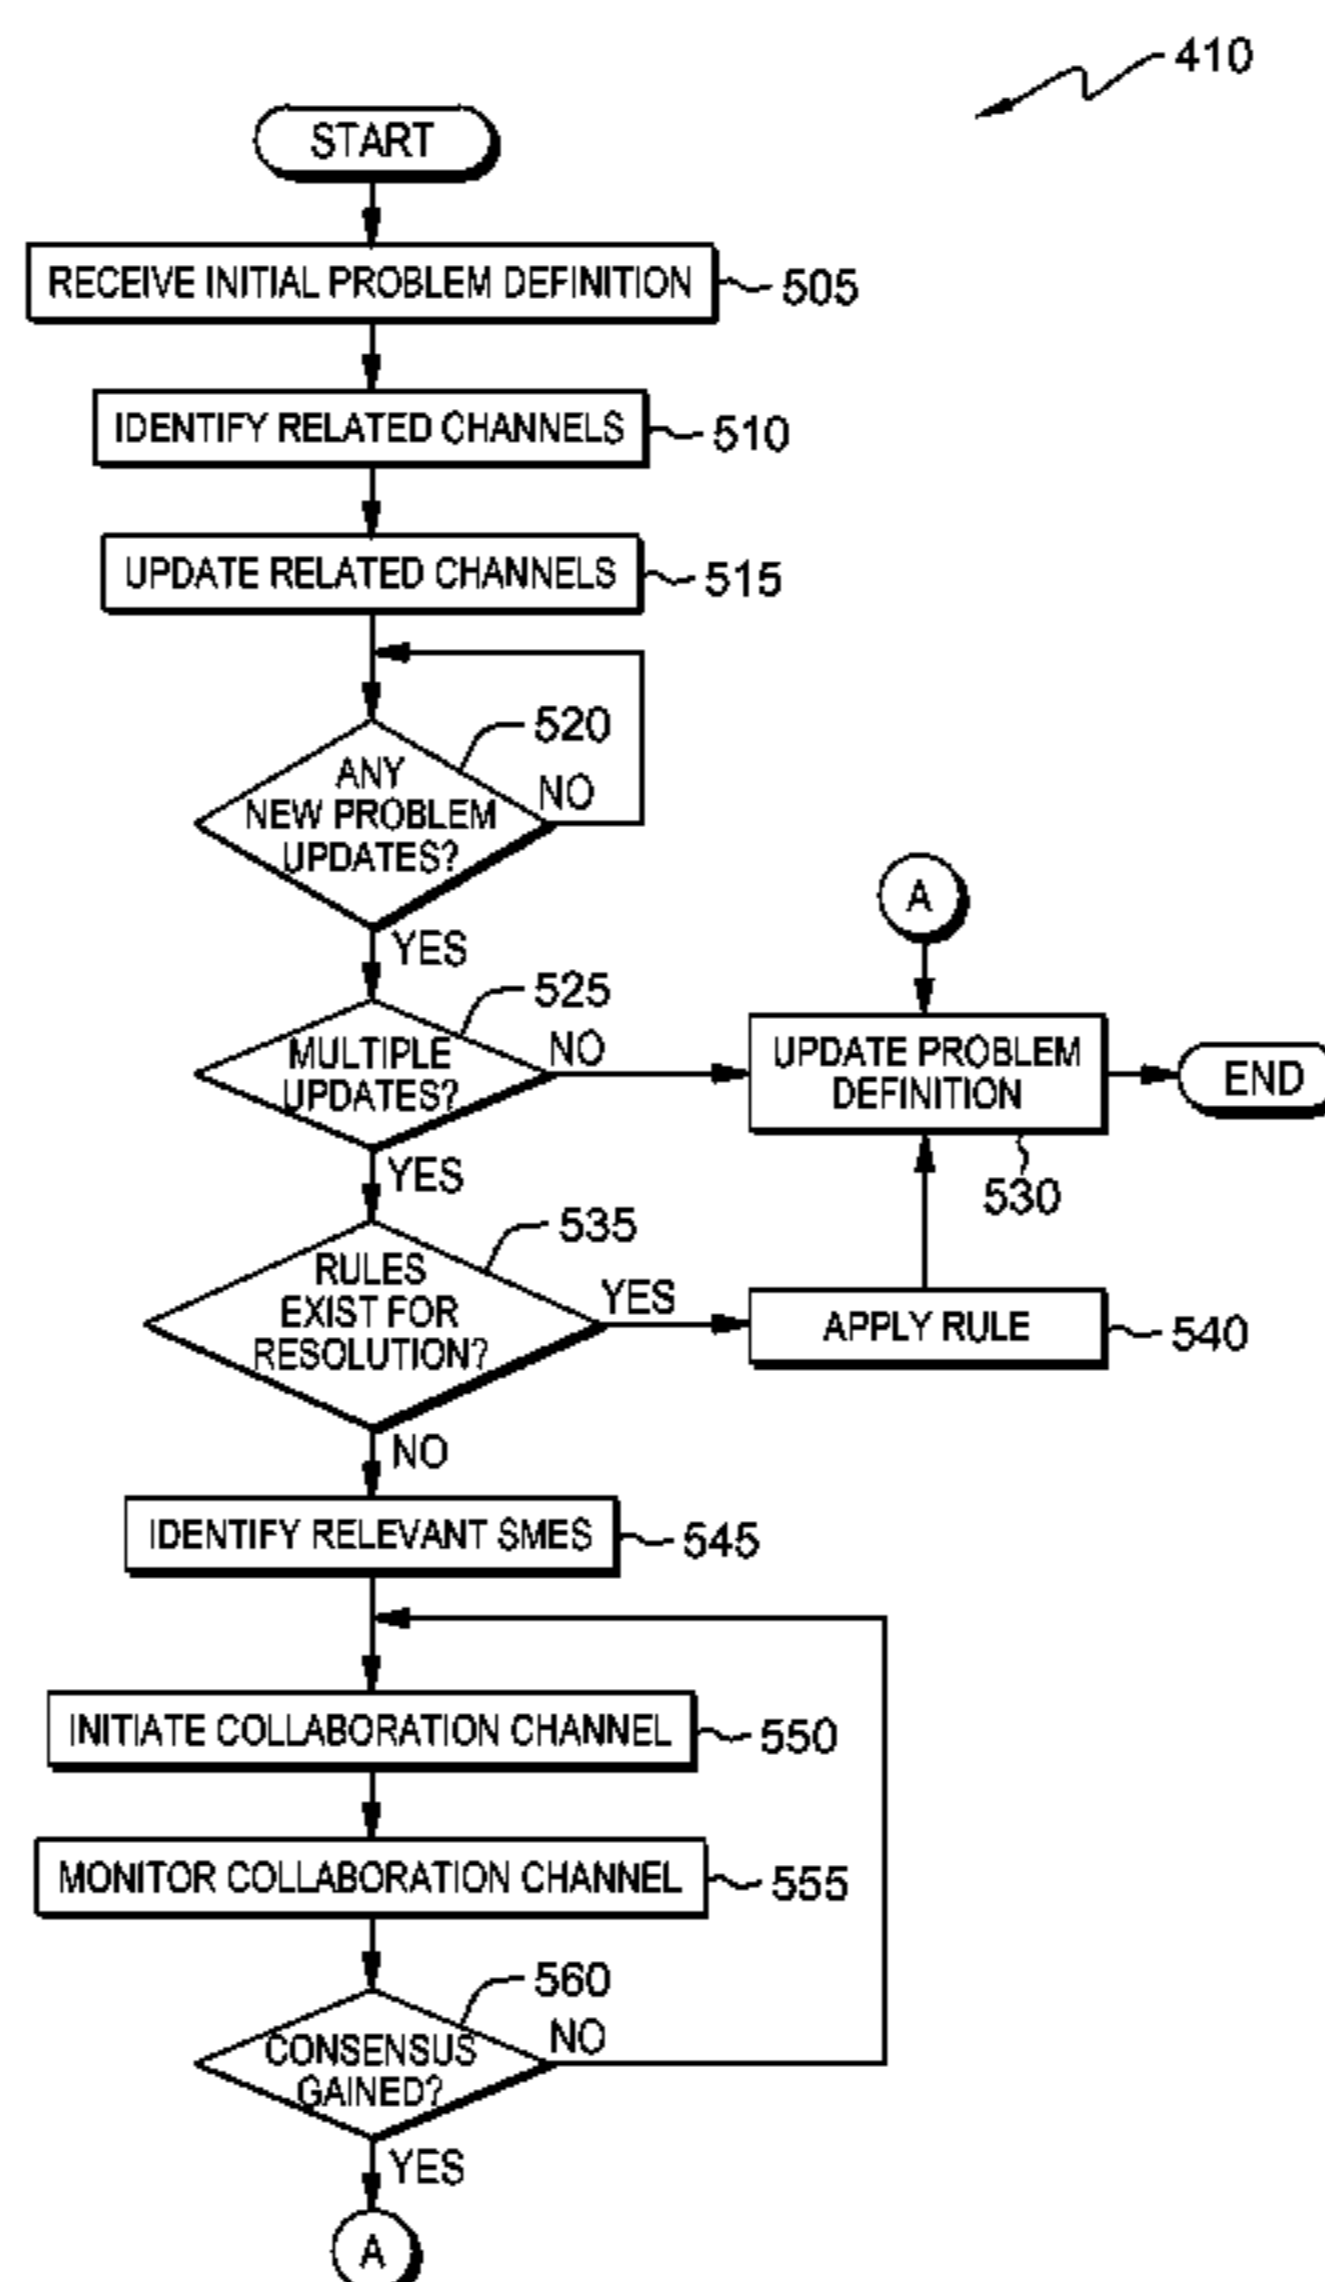 410
START
RECEIVE INITIAL PROBLEM DEFINITION
505
IDENTIFY RELATED CHANNELS
510
UPDATE RELATED CHANNELS
515
520
ANY
NEW PROBLEM
UPDATES?
NO
YES
A
525
MULTIPLE
UPDATES?
NO
UPDATE PROBLEM
DEFINITION
END
530
YES
535
RULES
EXIST FOR
RESOLUTION?
YES
APPLY RULE
540
NO
IDENTIFY RELEVANT SMES
545
INITIATE COLLABORATION CHANNEL
550
MONITOR COLLABORATION CHANNEL
555
560
CONSENSUS
GAINED?
NO
YES
A